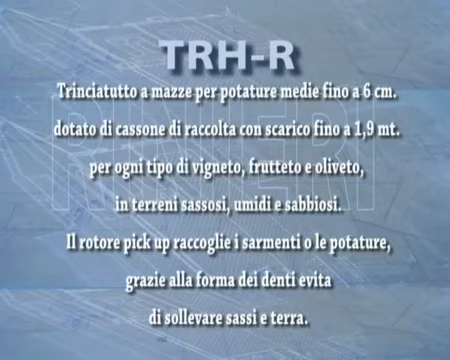 TRH-R
Trinciatutto a mazze per potature medie fino a 6 cm.
dotato di cassone di raccolta con scarico fino a 1,9 mt.
per ogni tipo di vigneto, frutteto e oliveto,
in terreni sassosi, umidi e sabbiosi.
Il rotore pick up raccoglie i sarmenti o le potature,
grazie alla forma dei denti evita
di sollevare sassi e terra.
RINIERI